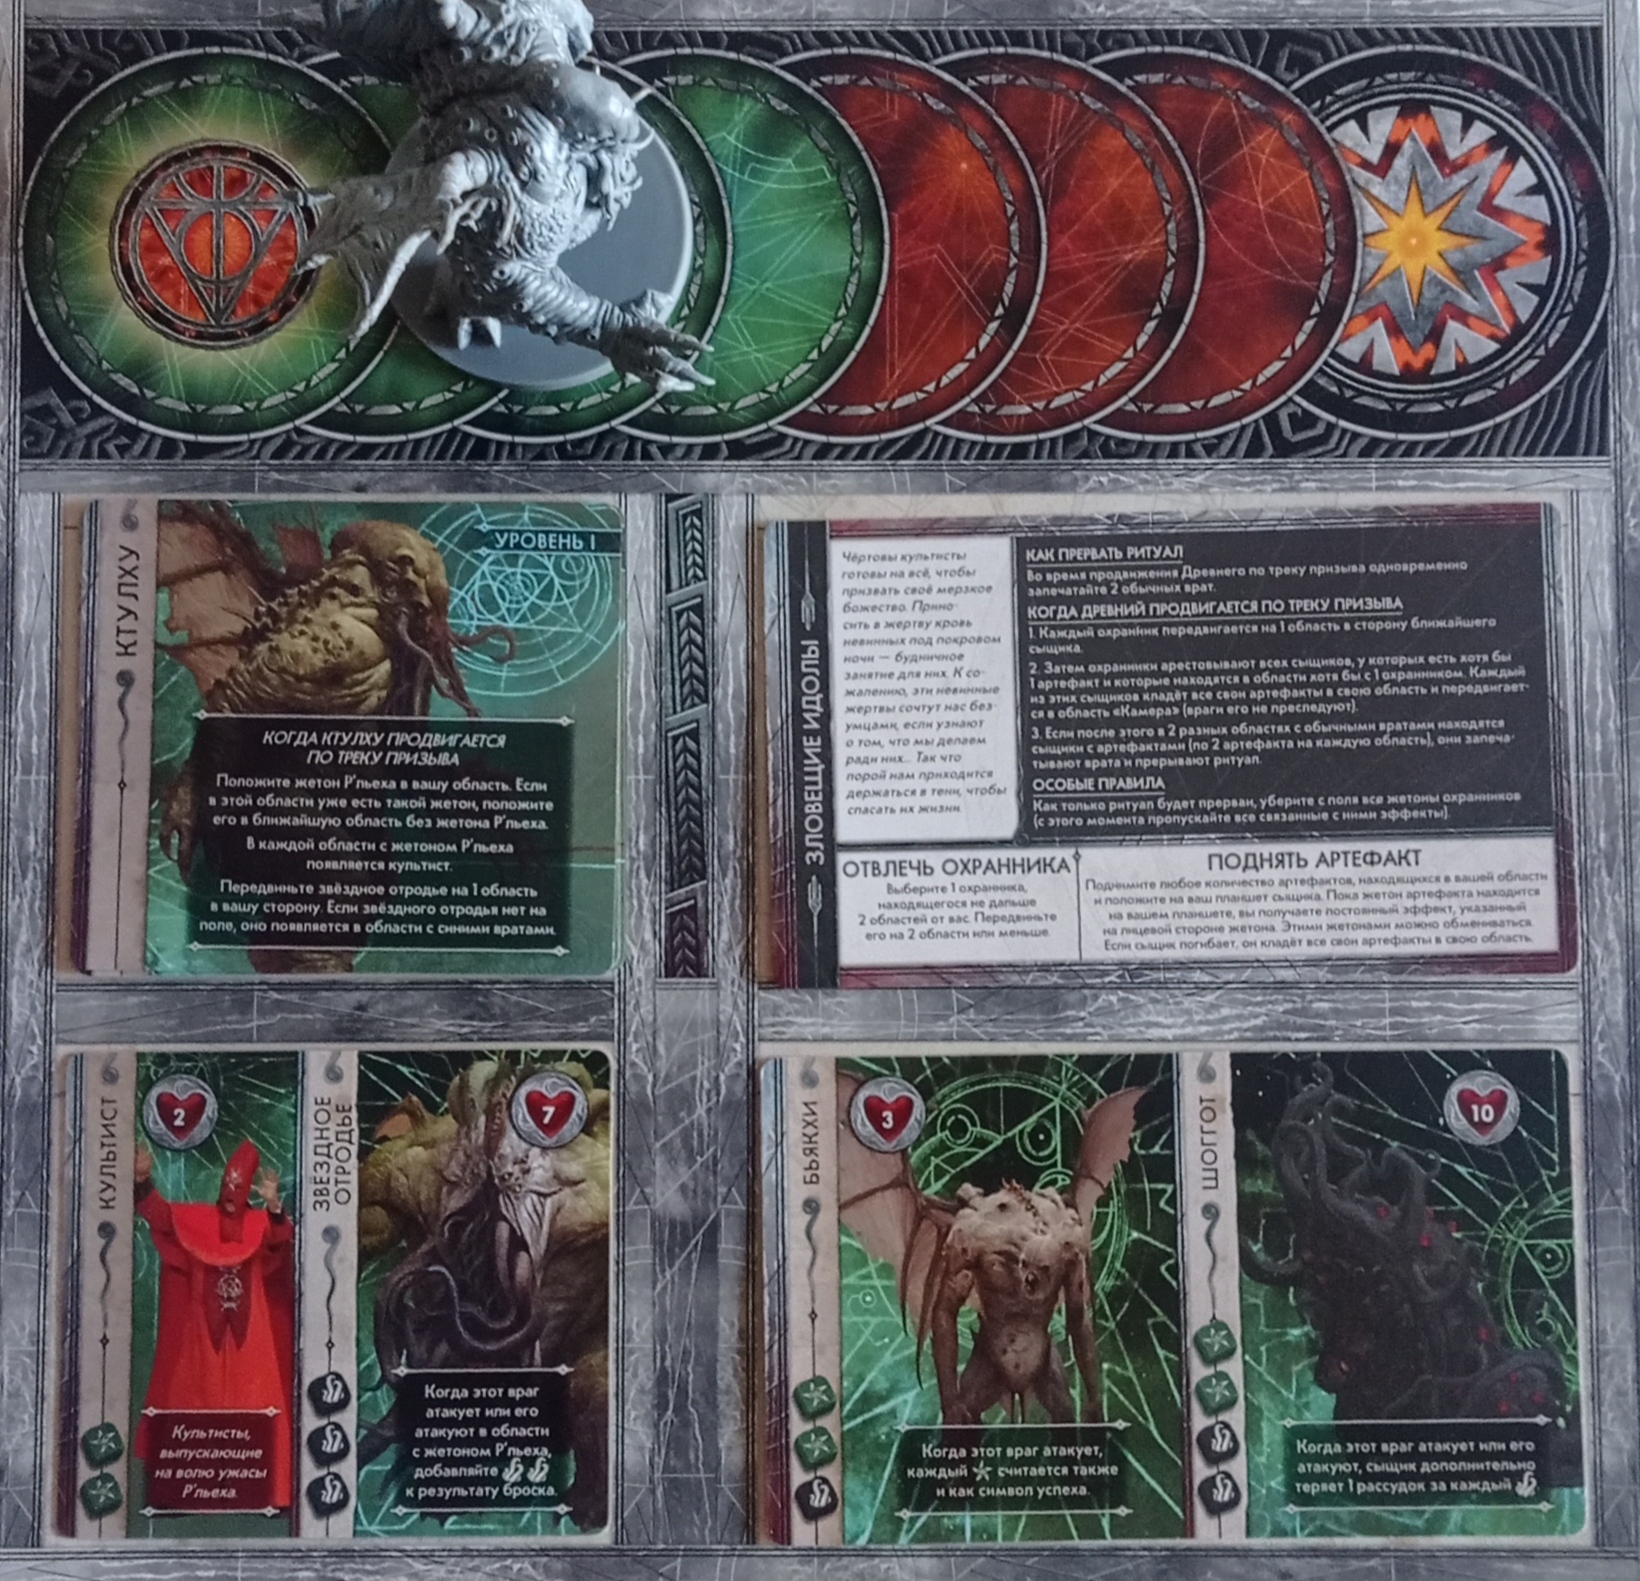 КТУЛХУ
УРОВЕНЬ I
КОГДА КТУЛХУ ПРОДВИГАЕТСЯ
ПО ТРЕКУ ПРИЗЫВА
Положите жетон Р'льеха в вашу область. Если
в этой области уже есть такой жетон, положите
его в ближайшую область без жетона Р'льеха.
В каждой области с жетоном Р'льеха
появляется культист.
Передвиньте звёздное отродье на 1 область
в вашу сторону. Если звёздного отродья нет на
поле, оно появляется в области с синими вратами.
ЗЛОВЕЩИЕ ИДОЛЫ
Чёртовы культисты
готовы на всё, чтобы
призвать своё мерзкое
божество. Прино-
сить в жертву кровь
невинных под покровом
ночи — будничное
занятие для них. К со-
жалению, эти невинные
жертвы сочтут нас без-
умцами, если узнают
о том, что мы делаем
ради них... Так что
порой нам приходится
держаться в тени, чтобы
спасать их жизни.
КАК ПРЕРВАТЬ РИТУАЛ
Во время продвижения Древнего по треку призыва одновременно
запечатайте 2 обычных врат.
КОГДА ДРЕВНИЙ ПРОДВИГАЕТСЯ ПО ТРЕКУ ПРИЗЫВА
1. Каждый охранник передвигается на 1 область в сторону ближайшего
сыщика.
2. Затем охранники арестовывают всех сыщиков, у которых есть хотя бы
1 артефакт и которые находятся в области хотя бы с 1 охранником. Каждый
из этих сыщиков кладёт все свои артефакты в свою область и передвигает-
ся в область «Камера» (враги его не преследуют).
3. Если после этого в 2 разных областях с обычными вратами находятся
сыщики с артефактами (по 2 артефакта на каждую область), они запеча-
тывают врата и прерывают ритуал.
ОСОБЫЕ ПРАВИЛА
Как только ритуал будет прерван, уберите с поля все жетоны охранников
(с этого момента пропускайте все связанные с ними эффекты).
ОТВЛЕЧЬ ОХРАННИКА
Выберите 1 охранника,
находящегося не дальше
2 областей от вас. Передвиньте
его на 2 области или меньше.
ПОДНЯТЬ АРТЕФАКТ
Поднимите любое количество артефактов, находящихся в вашей области
и положите на ваш планшет сыщика. Пока жетон артефакта находится
на вашем планшете, вы получаете постоянный эффект, указанный
на лицевой стороне жетона. Этими жетонами можно обмениваться.
Если сыщик погибает, он кладёт все свои артефакты в свою область.
КУЛЬТИСТ
2
Культисты,
выпускающие
на волю ужасы
Р'льеха.
ЗВЁЗДНОЕ
ОТРОДЬЕ
7
Когда этот враг
атакует или его
атакуют в области
с жетоном Р'льеха,
добавляйте
к результату броска.
БЬЯКХИ
3
Когда этот враг атакует,
каждый считается также
и как символ успеха.
ШОГГОТ
10
Когда этот враг атакует или его
атакуют, сыщик дополнительно
теряет 1 рассудок за каждый